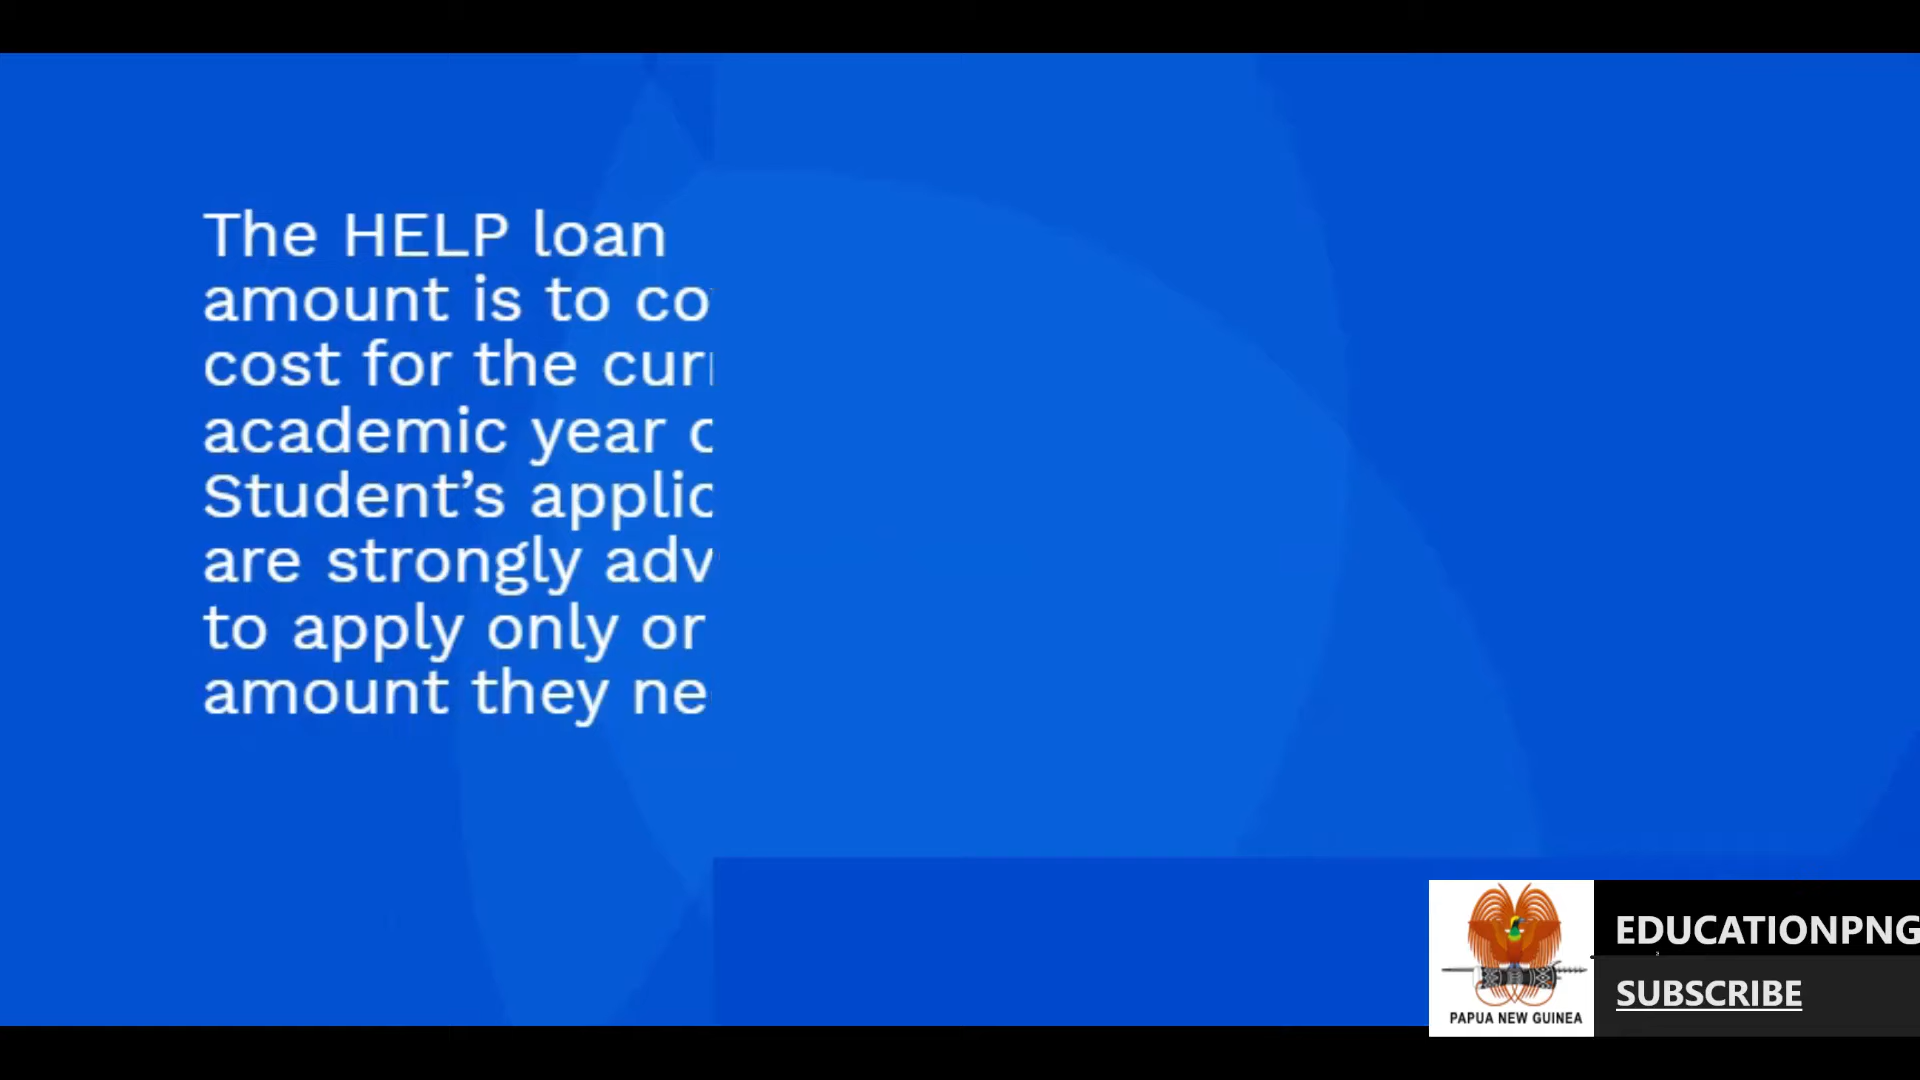 The HELP loan
amount is to co
cost for the curr
academic year
Student’s applic
are strongly adv
to apply only or
amount they ne
EDUCATIONPNG
SUBSCRIBE
PAPUA NEW GUINEA